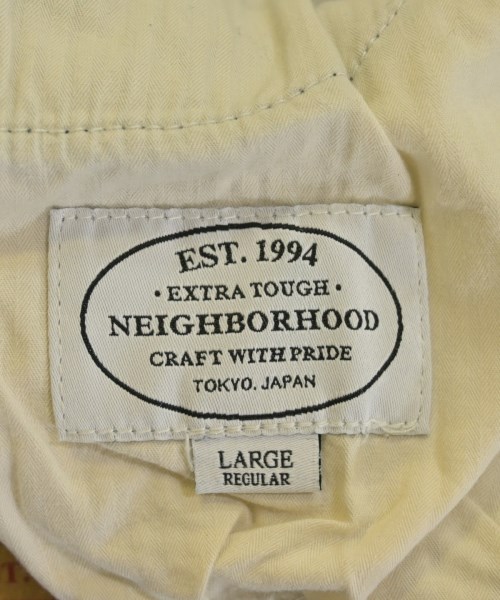 EST. 1994
• EXTRA TOUGH •
NEIGHBORHOOD
CRAFT WITH PRIDE
TOKYO. JAPAN
LARGE
REGULAR